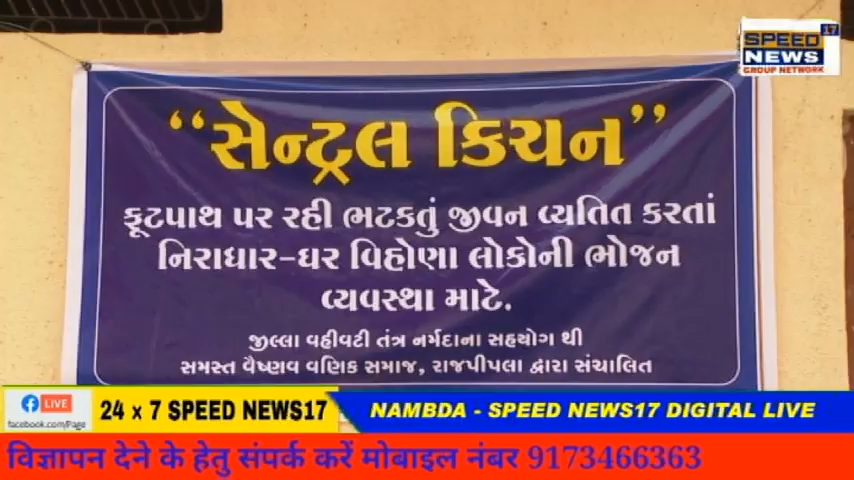 SPEED 17
NEWS
GROUP NETWORK
“સેન્ટ્રલ કિચન”
ફૂટપાથ પર રહી ભટકતું જીવન વ્યતિત કરતાં
નિરાધાર-ઘર વિહોણા લોકોની ભોજન
વ્યવસ્થા માટે.
જીલ્લા વહીવટી તંત્ર નર્મદાના સહયોગ થી
સમસ્ત વૈષ્ણવ વણિક સમાજ, રાજપીપલા દ્વારા સંચાલિત
LIVE
facebook.com/Page
24 x 7 SPEED NEWS17
NAMBDA - SPEED NEWS17 DIGITAL LIVE
विज्ञापन देने के हेतु संपर्क करें मोबाइल नंबर 9173466363